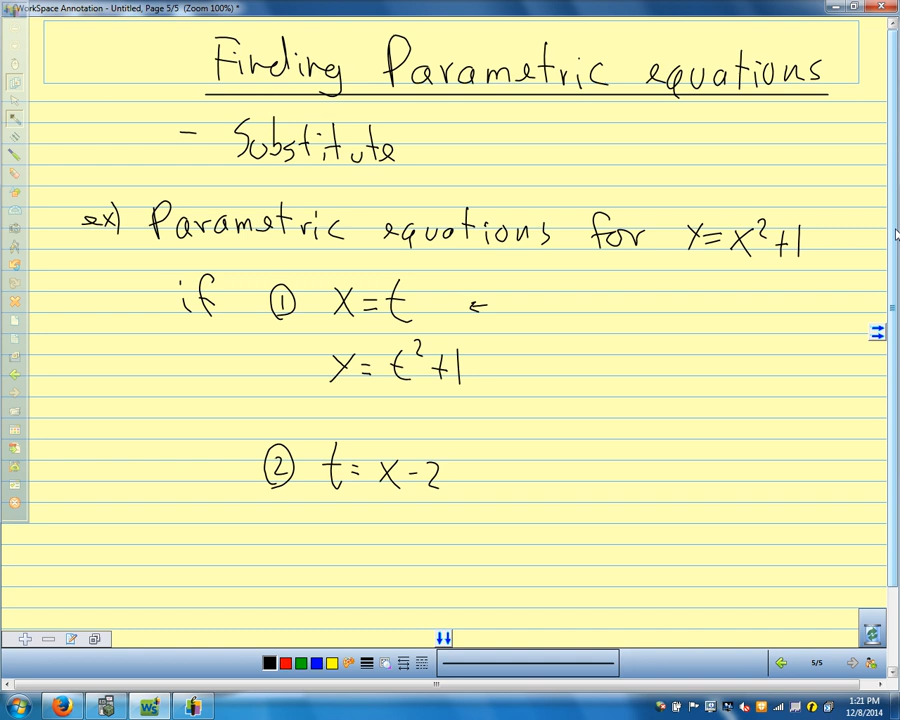 WorkSpace Annotation - Untitled, Page 5/5 (Zoom 100%) *
Finding Parametric equations
- Substitute
ex) Parametric equations for y = x² + 1
if ① x = t ←
y = t² + 1
② t = x - 2
5/5
1:21 PM
12/8/2014